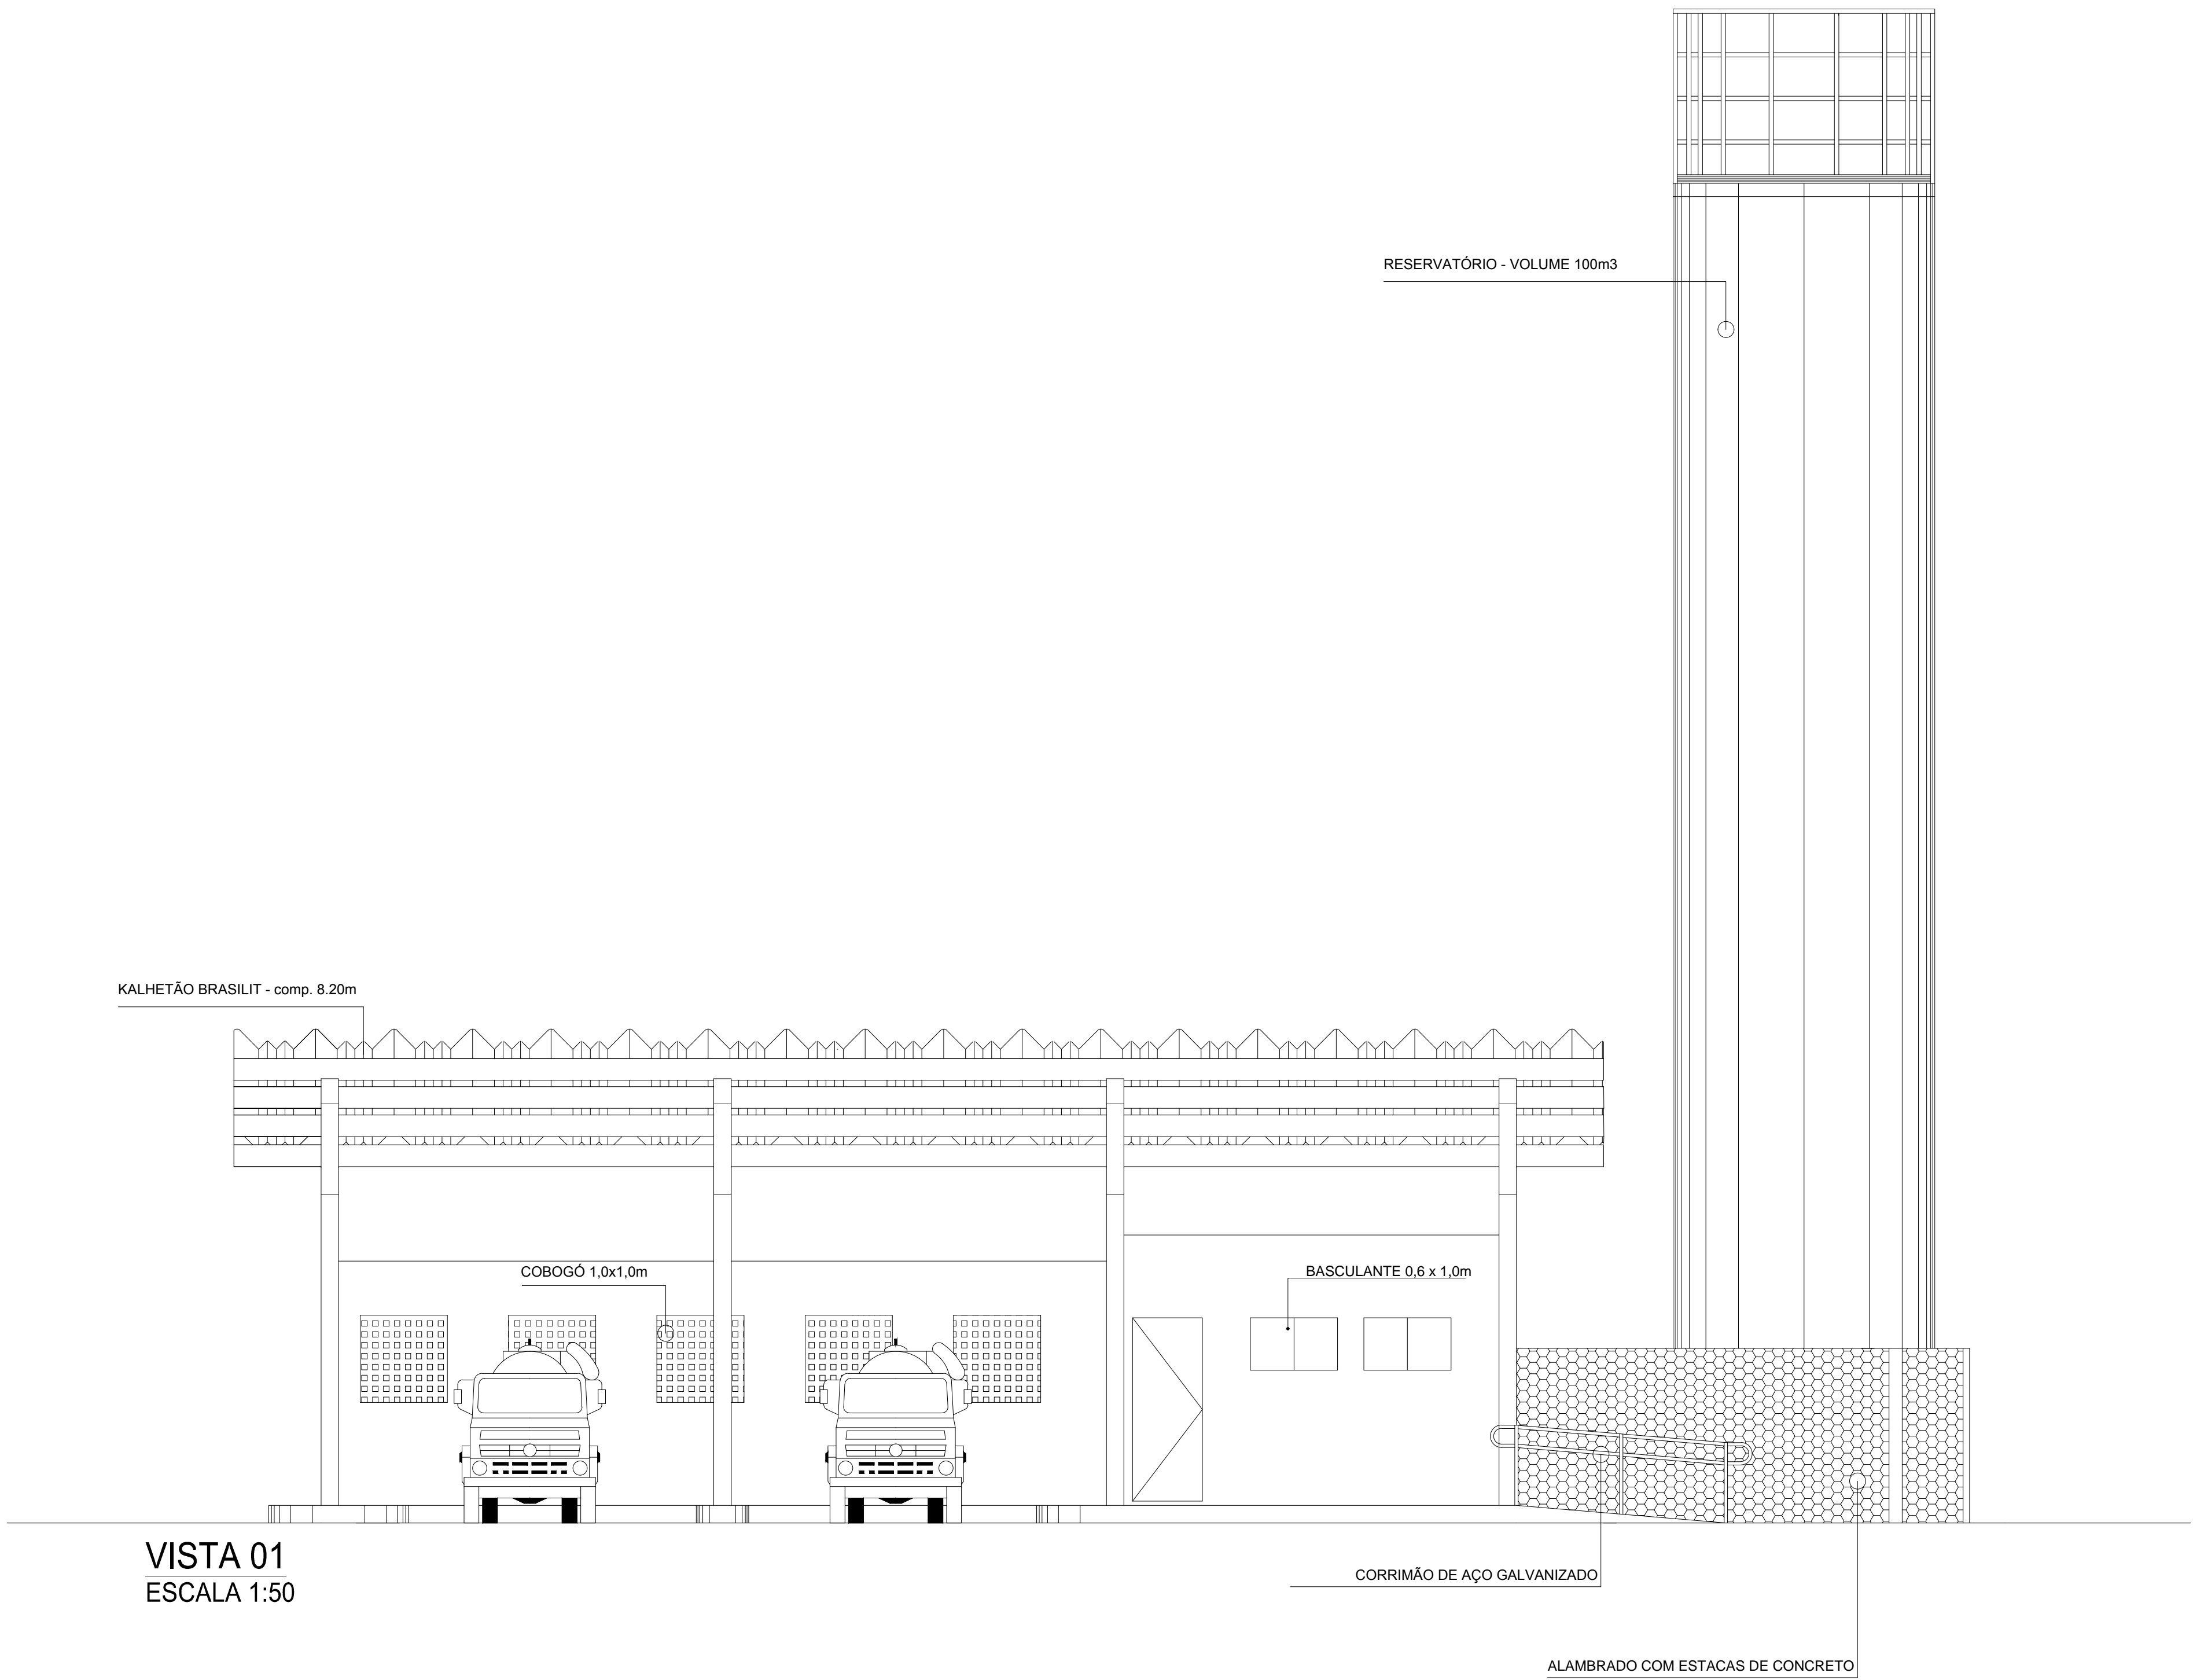 RESERVATÓRIO - VOLUME 100m3
KALHETÃO BRASILIT - comp. 8.20m
COBOGÓ 1,0x1,0m
BASCULANTE 0,6 x 1,0m
VISTA 01
ESCALA 1:50
CORRIMÃO DE AÇO GALVANIZADO
ALAMBRADO COM ESTACAS DE CONCRETO